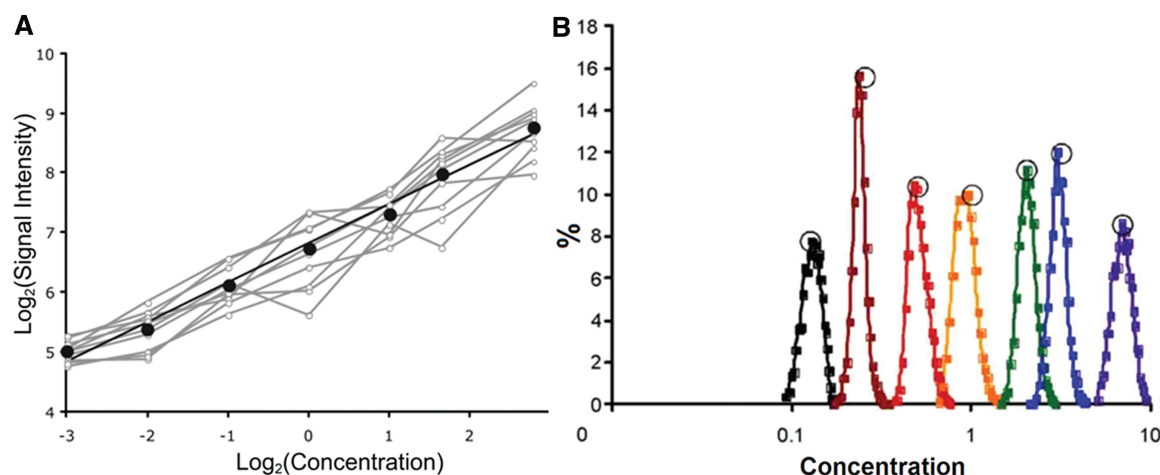 A
Log₂(Signal Intensity)
10
9
8
7
6
5
4
-3 -2 -1 0 1 2
Log₂(Concentration)
B
%
18
16
14
12
10
8
6
4
2
0
0 0.1 1 10
Concentration